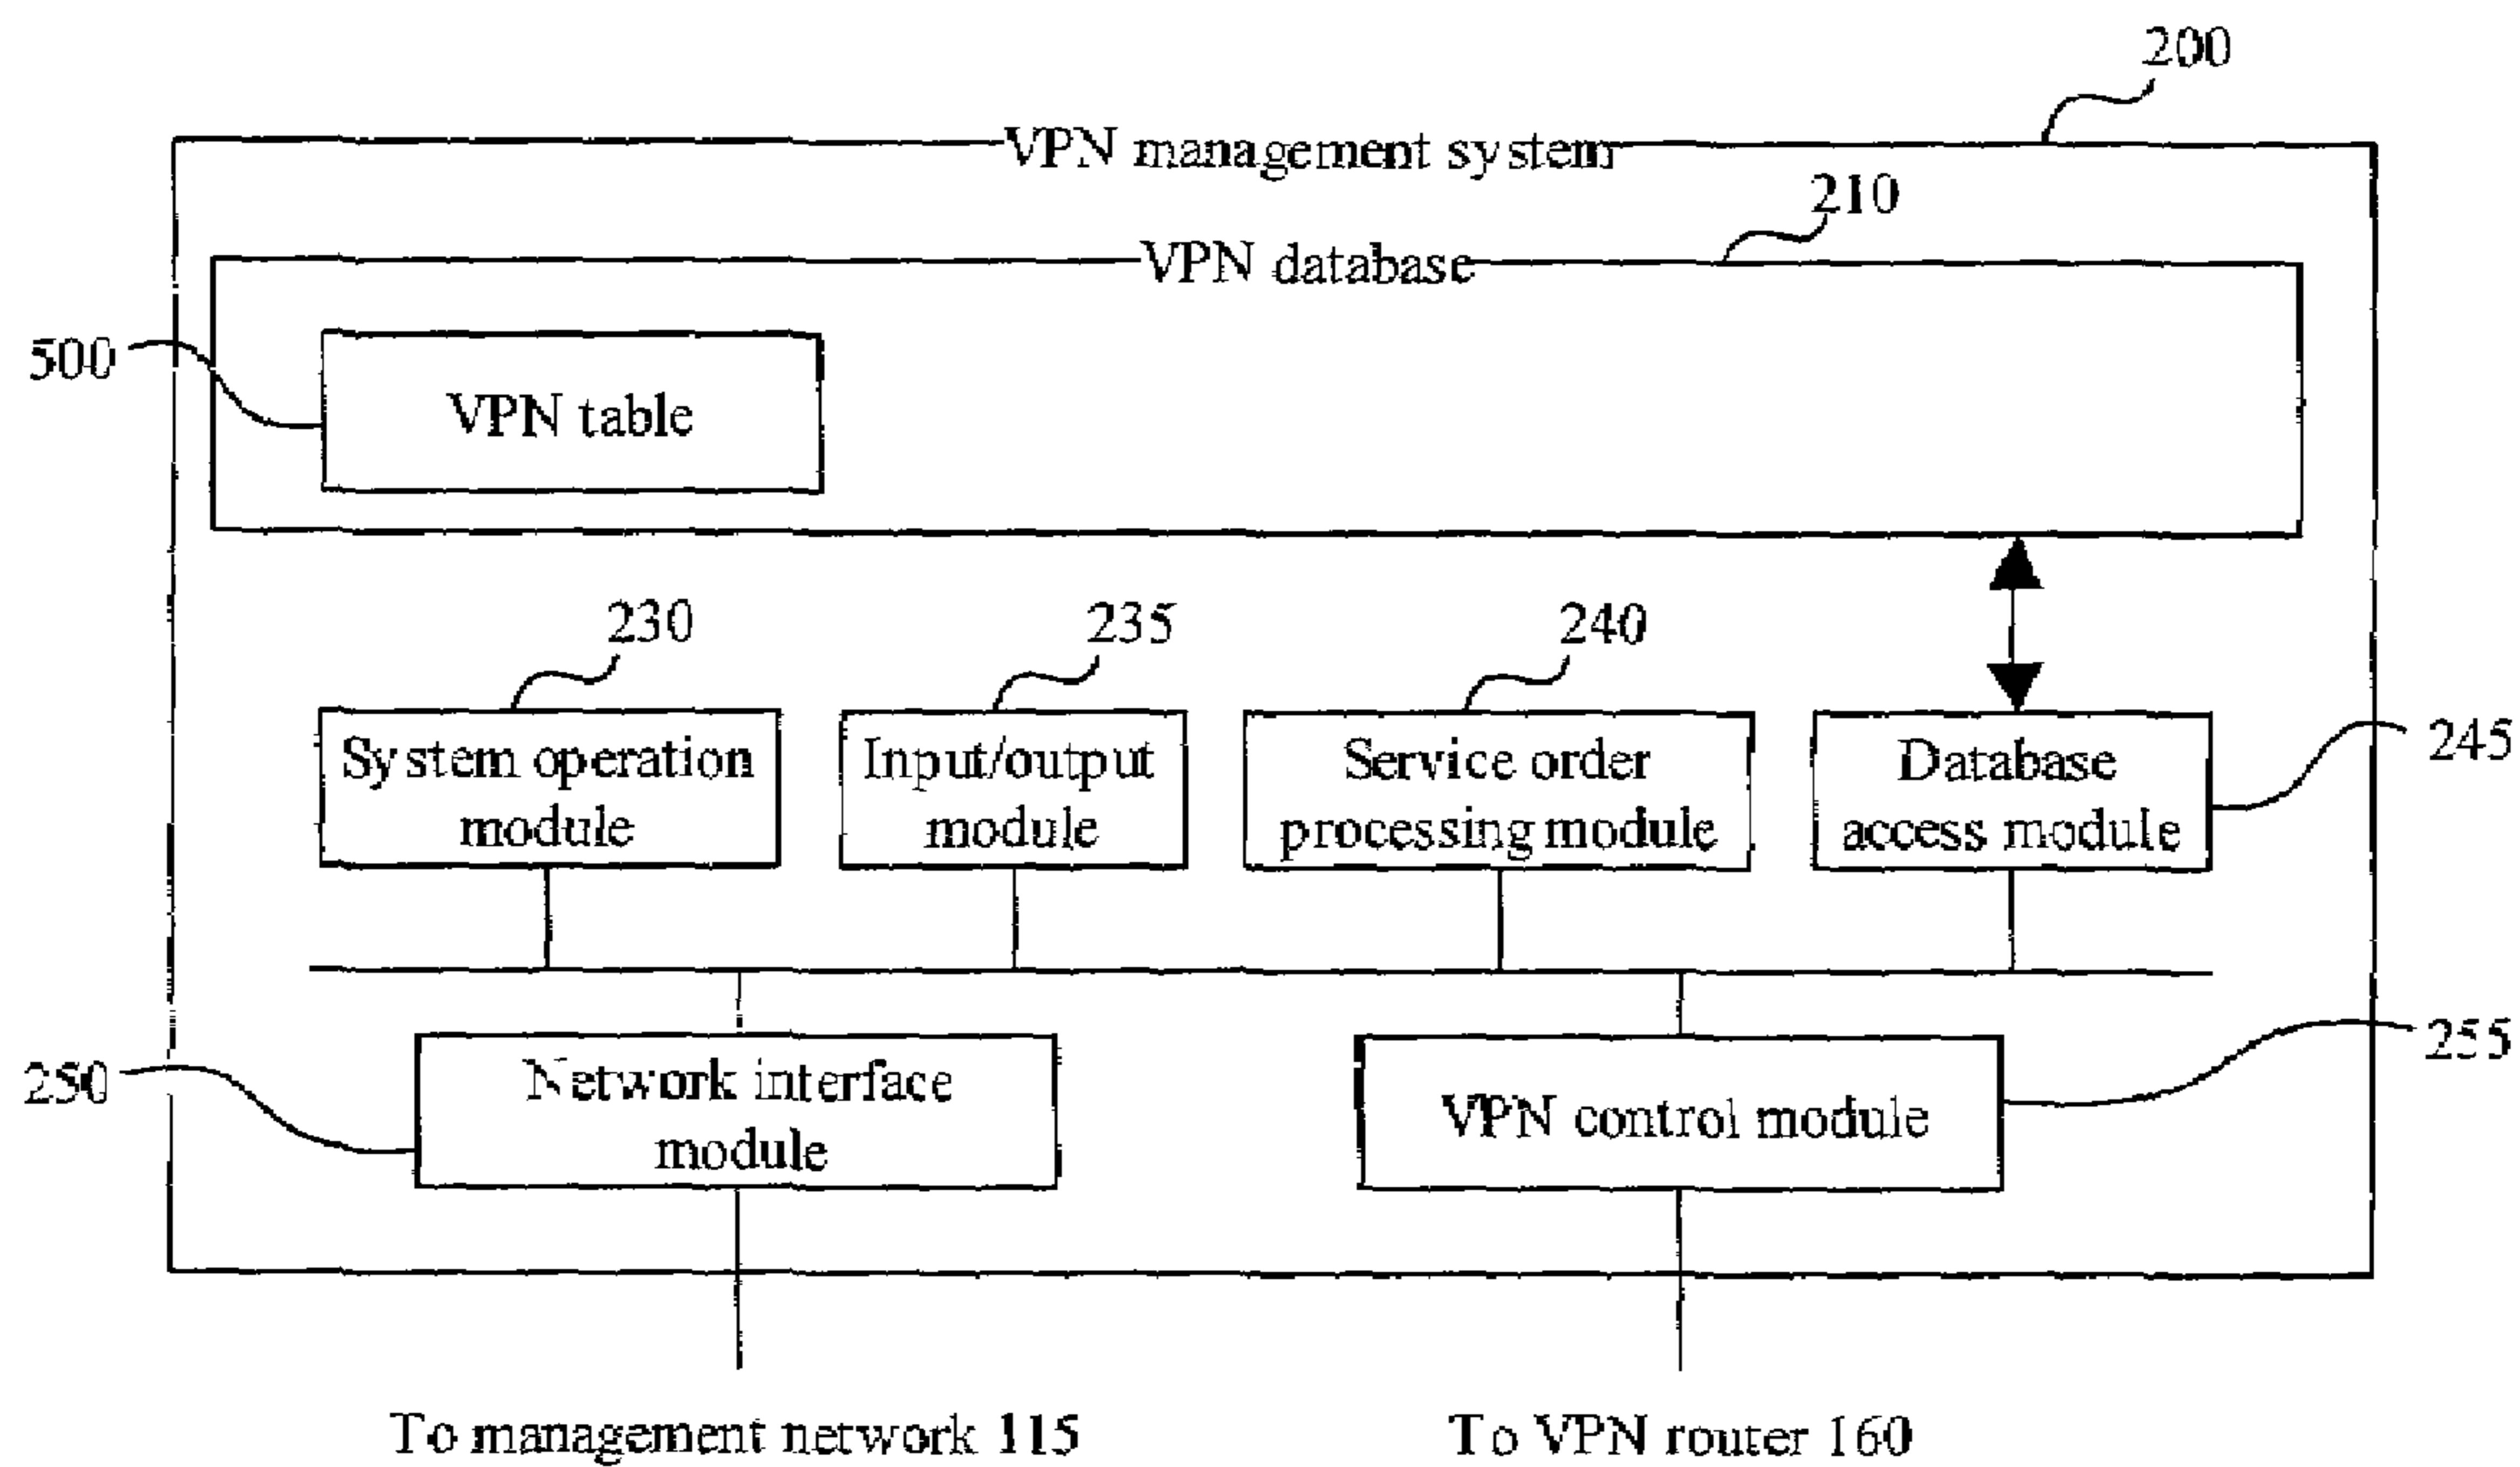 200
VPN management system
210
VPN database
500
VPN table
230
235
240
System operation
module
Input/output
module
Service order
processing module
Database
access module
245
250
Network interface
module
VPN control module
255
To management network 115
To VPN router 160